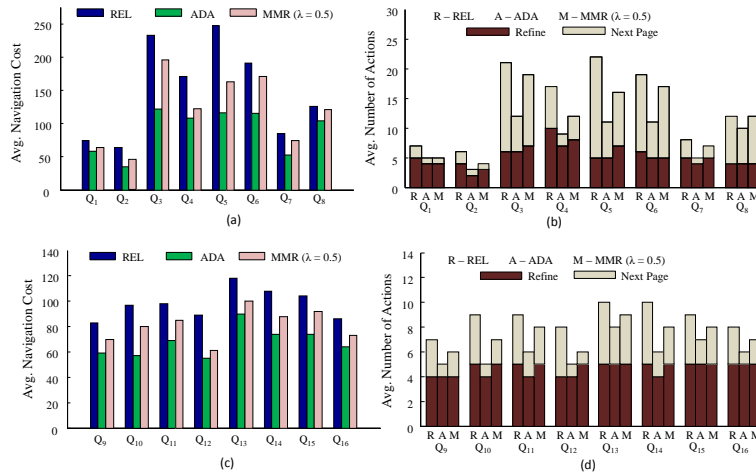 (a)
REL ADA MMR (λ = 0.5)
Avg. Navigation Cost
250
200
150
100
50
0
Q1 Q2 Q3 Q4 Q5 Q6 Q7 Q8
(a)
R – REL A – ADA M – MMR (λ = 0.5)
Refine Next Page
Avg. Number of Actions
30
25
20
15
10
5
0
R A M R A M R A M R A M R A M R A M R A M R A M
Q1 Q2 Q3 Q4 Q5 Q6 Q7 Q8
(b)
(c)
REL ADA MMR (λ = 0.5)
Avg. Navigation Cost
140
120
100
80
60
40
20
0
Q9 Q10 Q11 Q12 Q13 Q14 Q15 Q16
(c)
R – REL A – ADA M – MMR (λ = 0.5)
Refine Next Page
Avg. Number of Actions
14
12
10
8
6
4
2
0
R A M R A M R A M R A M R A M R A M R A M R A M
Q9 Q10 Q11 Q12 Q13 Q14 Q15 Q16
(d)